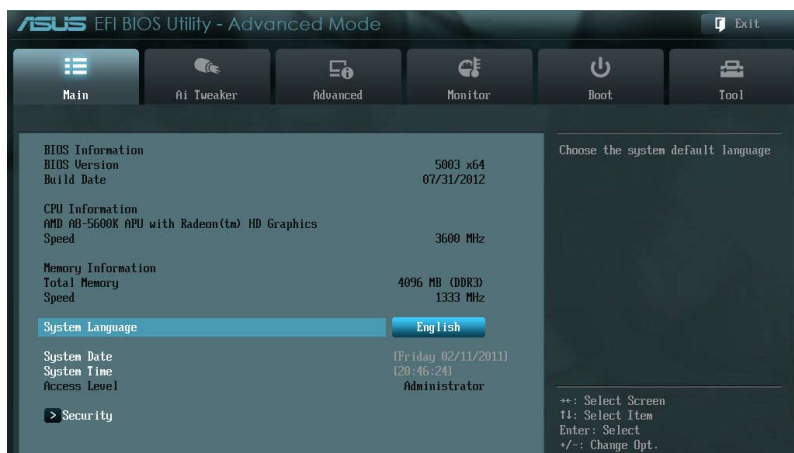 ASUS EFI BIOS Utility - Advanced Mode
Exit
Main Ai Tweaker Advanced Monitor Boot Tool
BIOS Information
BIOS Version 5003 x64
Build Date 07/31/2012
CPU Information
AMD A8-5600K APU with Radeon(tm) HD Graphics
Speed 3600 MHz
Memory Information
Total Memory 4096 MB (DDR3)
Speed 1333 MHz
System Language English
System Date [Friday 02/11/2011]
System Time [20:46:24]
Access Level Administrator
> Security
Choose the system default language
→←: Select Screen
↑↓: Select Item
Enter: Select
+/-: Change Opt.